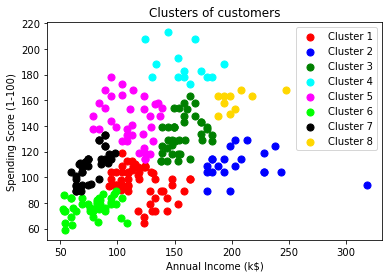 Clusters of customers
Spending Score (1-100)
220
200
180
160
140
120
100
80
60
Cluster 1
Cluster 2
Cluster 3
Cluster 4
Cluster 5
Cluster 6
Cluster 7
Cluster 8
50 100 150 200 250 300
Annual Income (k$)